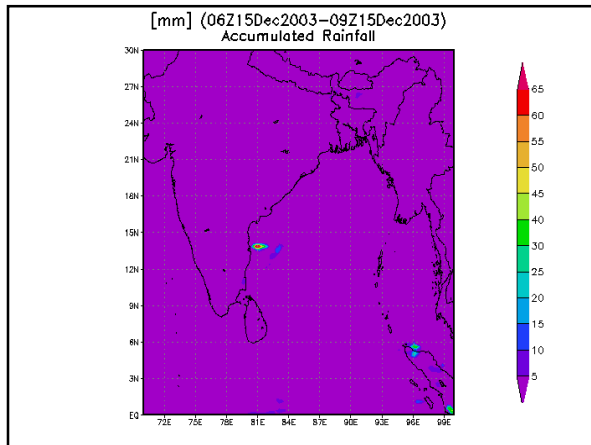 [mm] (06Z15Dec2003-09Z15Dec2003)
Accumulated Rainfall
30N
27N
24N
21N
18N
15N
12N
9N
6N
3N
EQ
72E 75E 78E 81E 84E 87E 90E 93E 96E 99E
65
60
55
50
45
40
30
25
20
15
10
5